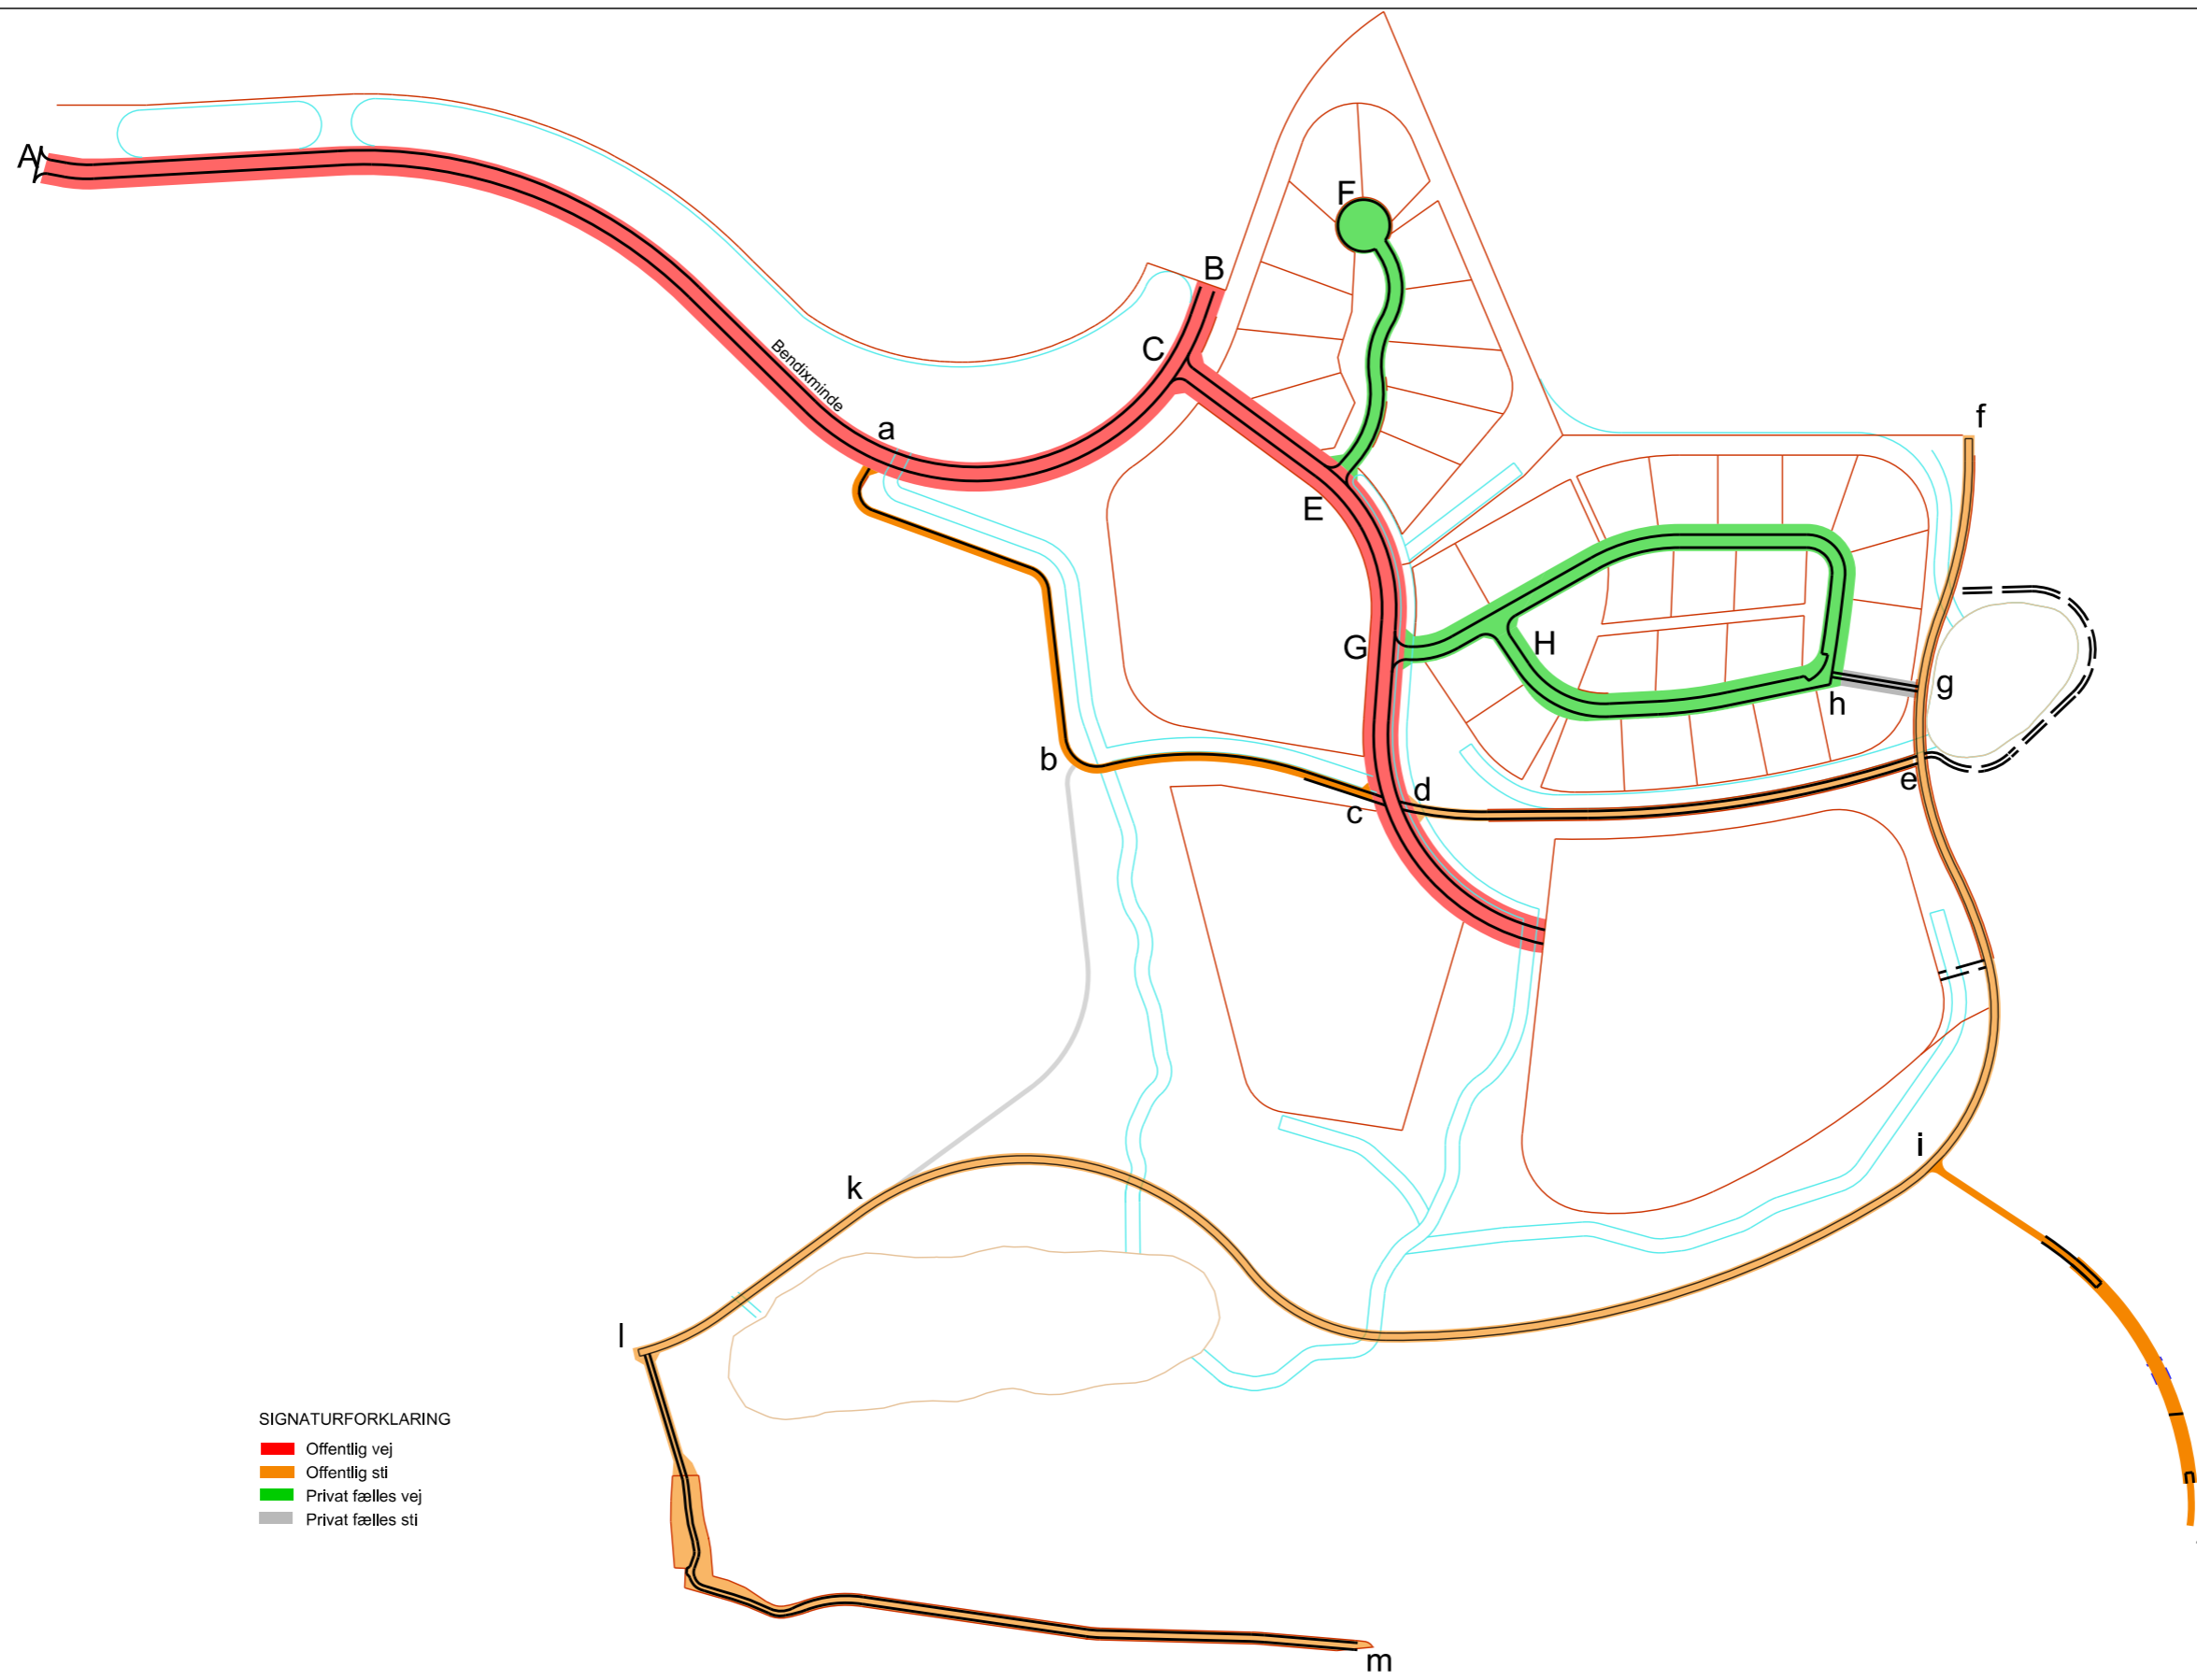 A
F
B
C
Bendixminde
a
f
E
G
H
g
h
b
e
d
c
i
k
l
SIGNATURFORKLARING
Offentlig vej
Offentlig sti
Privat fælles vej
Privat fælles sti
m